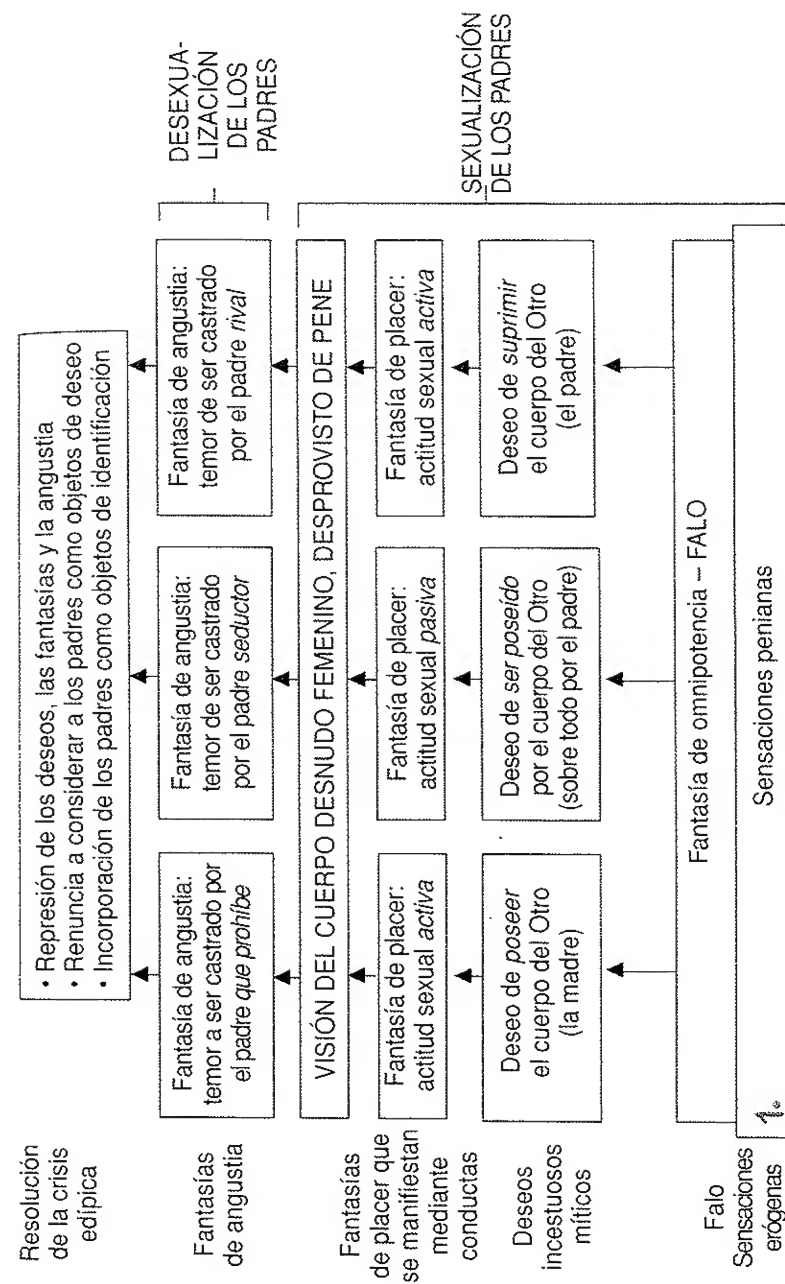 Resolución
de la crisis
edípica
• Represión de los deseos, las fantasías y la angustia
• Renuncia a considerar a los padres como objetos de deseo
• Incorporación de los padres como objetos de identificación
Fantasías
de angustia
Fantasía de angustia:
temor a ser castrado por
el padre que prohíbe
Fantasía de angustia:
temor de ser castrado
por el padre seductor
Fantasía de angustia:
temor de ser castrado
por el padre rival
DESEXUA-
LIZACIÓN
DE LOS
PADRES
VISIÓN DEL CUERPO DESNUDO FEMENINO, DESPROVISTO DE PENE
Fantasías
de placer que
se manifiestan
mediante
conductas
Fantasía de placer:
actitud sexual activa
Fantasía de placer:
actitud sexual pasiva
Fantasía de placer:
actitud sexual activa
Deseos
incestuosos
míticos
Deseo de poseer
el cuerpo del Otro
(la madre)
Deseo de ser poseído
por el cuerpo del Otro
(sobre todo por el padre)
Deseo de suprimir
el cuerpo del Otro
(el padre)
SEXUALIZACIÓN
DE LOS PADRES
Falo
Fantasía de omnipotencia – FALO
Sensaciones
erógenas
1.
Sensaciones penianas